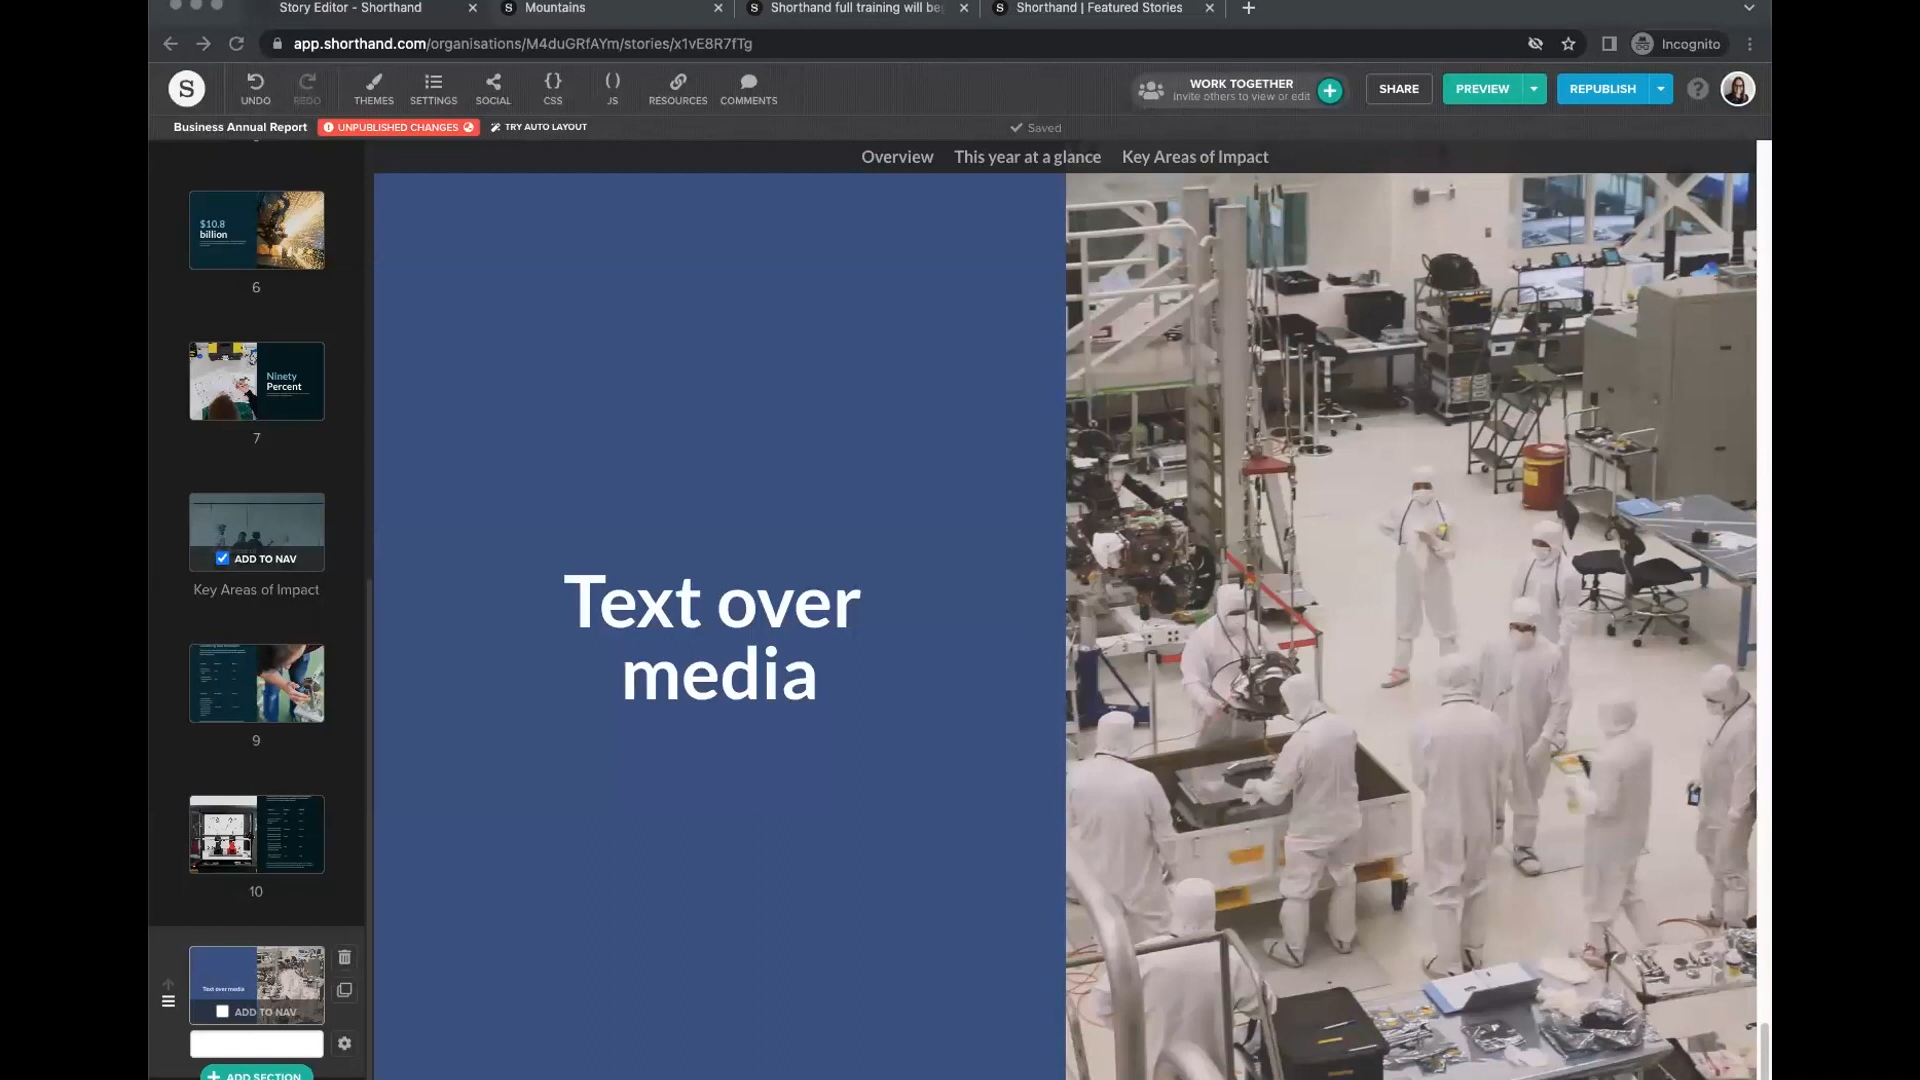 Story Editor - Shorthand
Mountains
Shorthand full training will be
Shorthand | Featured Stories
app.shorthand.com/organisations/M4duGRfAYm/stories/x1vE8R7fTg
Incognito
S
UNDO
REDO
THEMES
SETTINGS
SOCIAL
CSS
JS
RESOURCES
COMMENTS
WORK TOGETHER
Invite others to view or edit
SHARE
PREVIEW
REPUBLISH
Business Annual Report
UNPUBLISHED CHANGES
TRY AUTO LAYOUT
Saved
Overview
This year at a glance
Key Areas of Impact
$10.8
billion
6
Ninety
Percent
7
ADD TO NAV
Key Areas of Impact
9
10
Text over media
ADD TO NAV
ADD SECTION
Text over
media